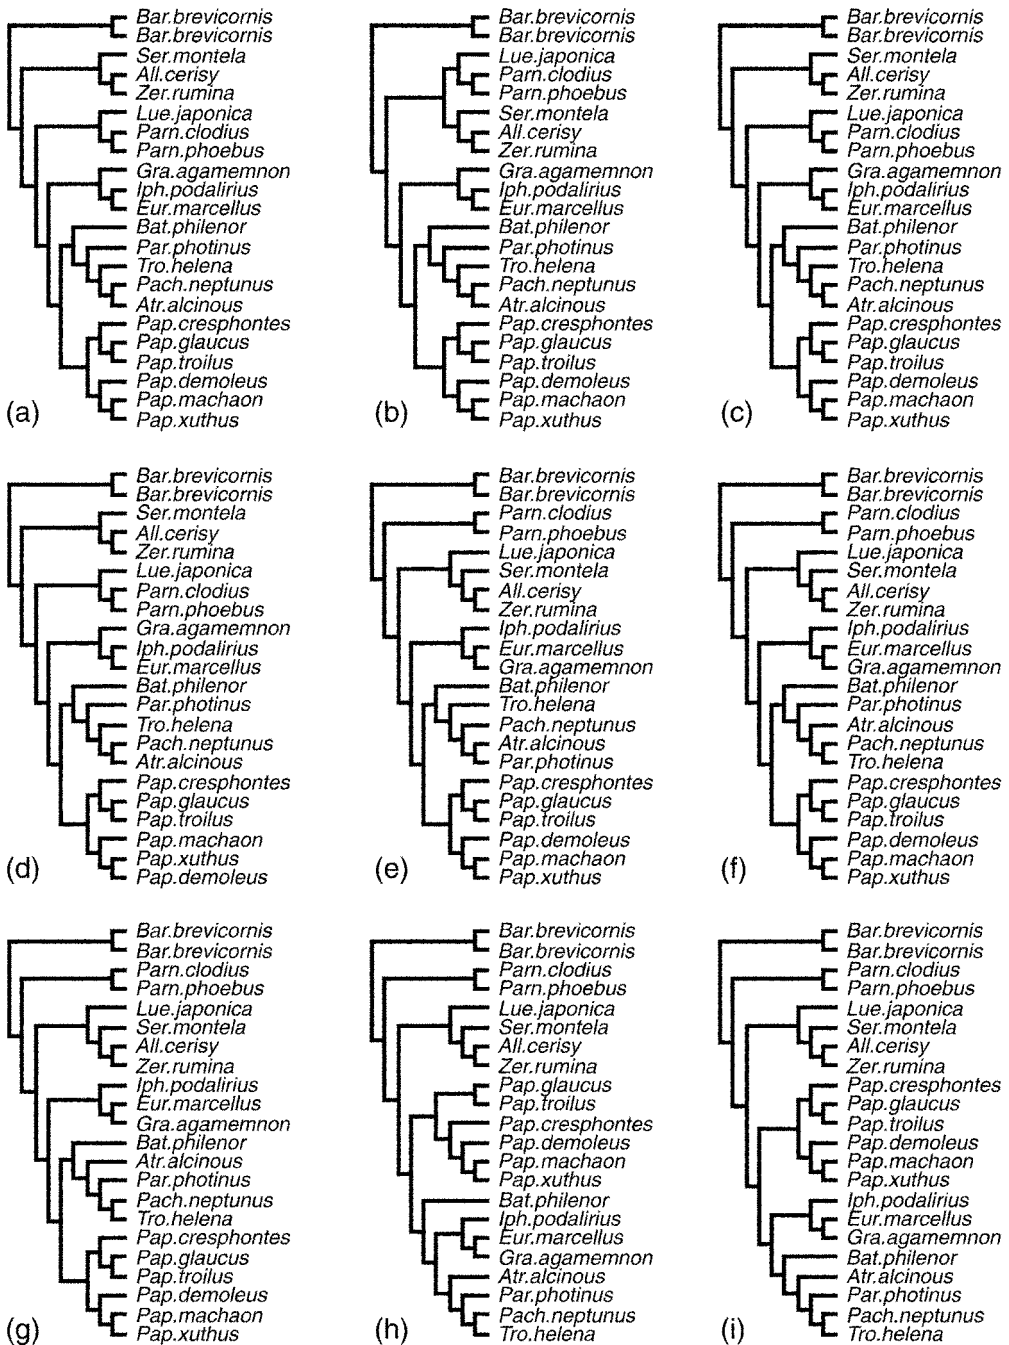 Bar.brevicornis
Bar.brevicornis
Ser.montela
All.cerisy
Zer.rumina
Lue.japonica
Parn.clodius
Parn.phoebus
Gra.agamemnon
Iph.podalirius
Eur.marcellus
Bat.philenor
Par.photinus
Tro.helena
Pach.neptunus
Atr.alcinous
Pap.cresphontes
Pap.glaucus
Pap.troilus
Pap.demoleus
Pap.machaon
Pap.xuthus
(a)
Bar.brevicornis
Bar.brevicornis
Lue.japonica
Parn.clodius
Parn.phoebus
Ser.montela
All.cerisy
Zer.rumina
Gra.agamemnon
Iph.podalirius
Eur.marcellus
Bat.philenor
Par.photinus
Tro.helena
Pach.neptunus
Atr.alcinous
Pap.cresphontes
Pap.glaucus
Pap.troilus
Pap.demoleus
Pap.machaon
Pap.xuthus
(b)
Bar.brevicornis
Bar.brevicornis
Ser.montela
All.cerisy
Zer.rumina
Lue.japonica
Parn.clodius
Parn.phoebus
Gra.agamemnon
Iph.podalirius
Eur.marcellus
Bat.philenor
Par.photinus
Tro.helena
Pach.neptunus
Atr.alcinous
Pap.cresphontes
Pap.glaucus
Pap.troilus
Pap.demoleus
Pap.machaon
Pap.xuthus
(c)
Bar.brevicornis
Bar.brevicornis
Ser.montela
All.cerisy
Zer.rumina
Lue.japonica
Parn.clodius
Parn.phoebus
Gra.agamemnon
Iph.podalirius
Eur.marcellus
Bat.philenor
Par.photinus
Tro.helena
Pach.neptunus
Atr.alcinous
Pap.cresphontes
Pap.glaucus
Pap.troilus
Pap.machaon
Pap.xuthus
Pap.demoleus
(d)
Bar.brevicornis
Bar.brevicornis
Parn.clodius
Parn.phoebus
Lue.japonica
Ser.montela
All.cerisy
Zer.rumina
Iph.podalirius
Eur.marcellus
Gra.agamemnon
Bat.philenor
Tro.helena
Pach.neptunus
Atr.alcinous
Par.photinus
Pap.cresphontes
Pap.glaucus
Pap.troilus
Pap.demoleus
Pap.machaon
Pap.xuthus
(e)
Bar.brevicornis
Bar.brevicornis
Parn.clodius
Parn.phoebus
Lue.japonica
Ser.montela
All.cerisy
Zer.rumina
Iph.podalirius
Eur.marcellus
Gra.agamemnon
Bat.philenor
Par.photinus
Atr.alcinous
Pach.neptunus
Tro.helena
Pap.cresphontes
Pap.glaucus
Pap.troilus
Pap.demoleus
Pap.machaon
Pap.xuthus
(f)
Bar.brevicornis
Bar.brevicornis
Parn.clodius
Parn.phoebus
Lue.japonica
Ser.montela
All.cerisy
Zer.rumina
Iph.podalirius
Eur.marcellus
Gra.agamemnon
Bat.philenor
Atr.alcinous
Par.photinus
Pach.neptunus
Tro.helena
Pap.cresphontes
Pap.glaucus
Pap.troilus
Pap.demoleus
Pap.machaon
Pap.xuthus
(g)
Bar.brevicornis
Bar.brevicornis
Parn.clodius
Parn.phoebus
Lue.japonica
Ser.montela
All.cerisy
Zer.rumina
Pap.glaucus
Pap.troilus
Pap.cresphontes
Pap.demoleus
Pap.machaon
Pap.xuthus
Bat.philenor
Iph.podalirius
Eur.marcellus
Gra.agamemnon
Atr.alcinous
Par.photinus
Pach.neptunus
Tro.helena
(h)
Bar.brevicornis
Bar.brevicornis
Parn.clodius
Parn.phoebus
Lue.japonica
Ser.montela
All.cerisy
Zer.rumina
Pap.cresphontes
Pap.glaucus
Pap.troilus
Pap.demoleus
Pap.machaon
Pap.xuthus
Iph.podalirius
Eur.marcellus
Gra.agamemnon
Bat.philenor
Atr.alcinous
Par.photinus
Pach.neptunus
Tro.helena
(i)